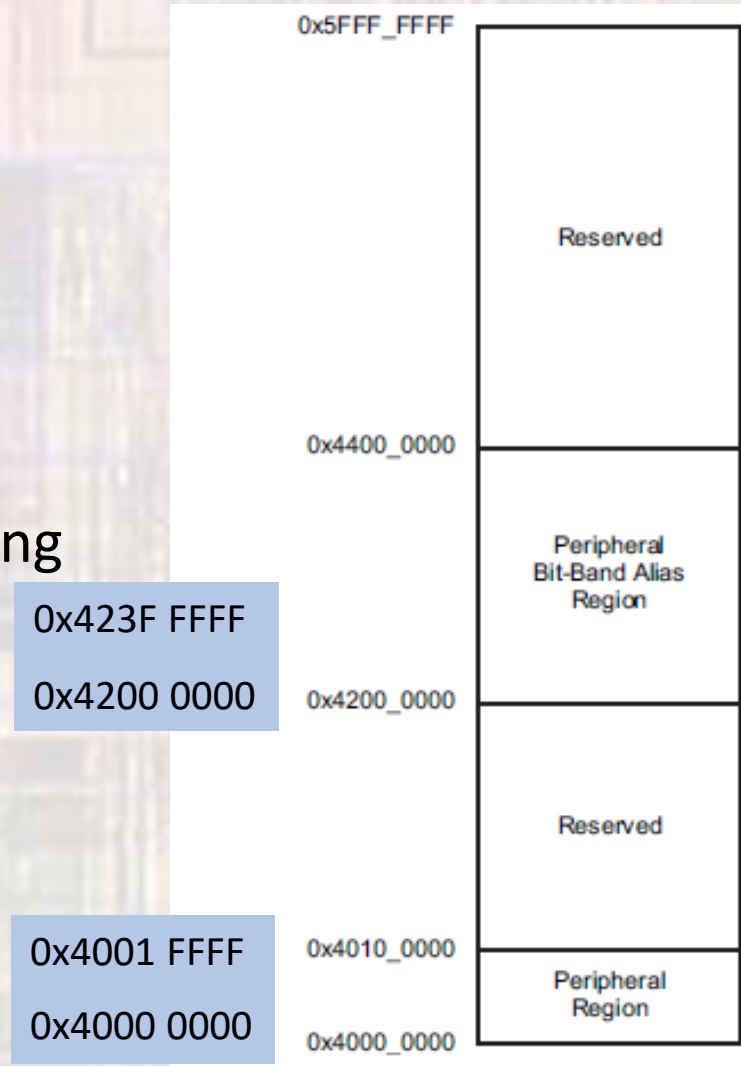 0x5FFF_FFFF
Reserved
0x4400_0000
Peripheral
Bit-Band Alias
Region
ng
0x423F FFFF
0x4200 0000
0x4200_0000
Reserved
0x4001 FFFF
0x4000 0000
0x4010_0000
Peripheral
Region
0x4000_0000